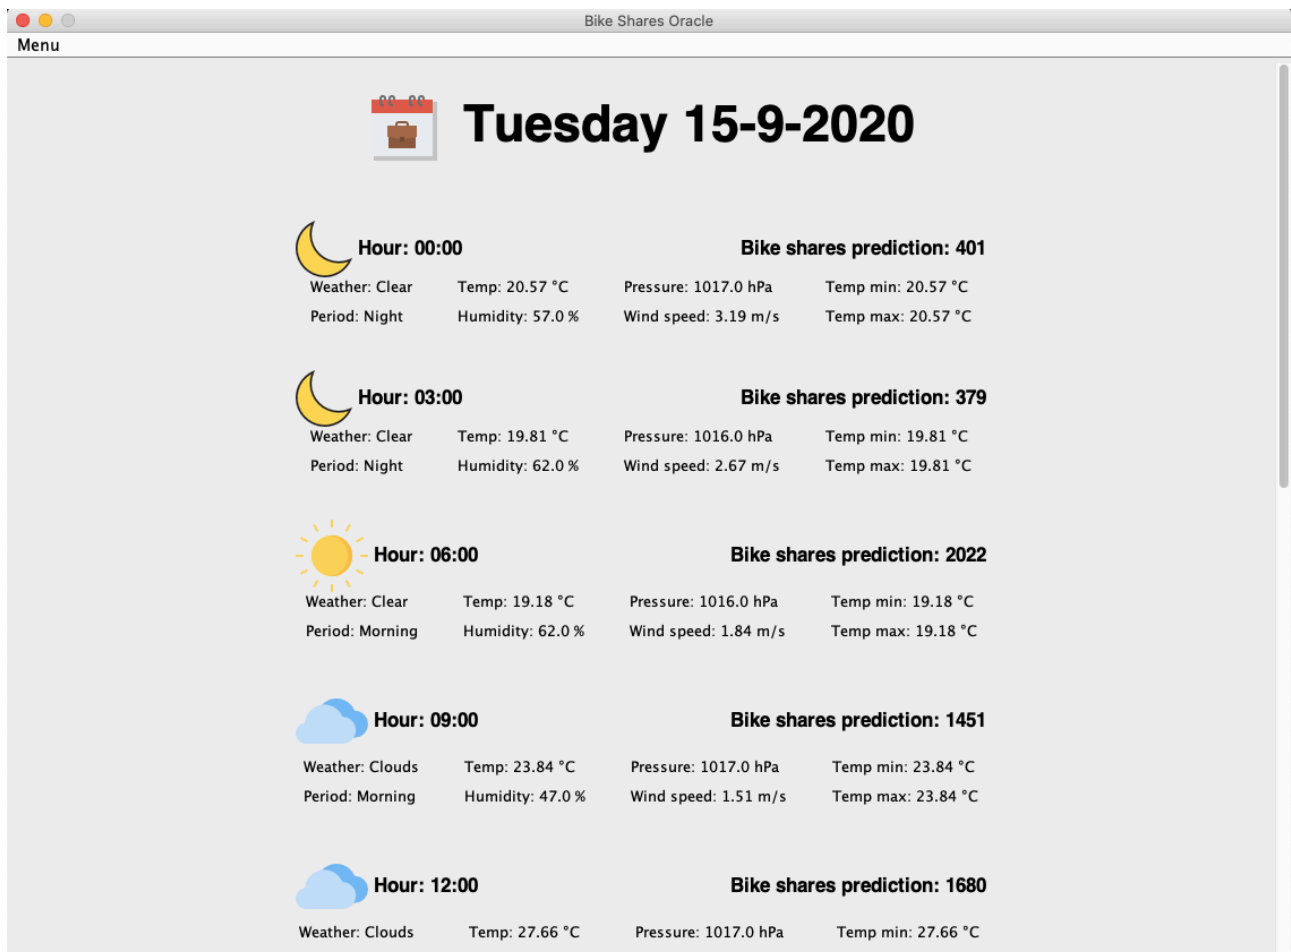 Bike Shares Oracle
Menu
Tuesday 15-9-2020
Hour: 00:00 Bike shares prediction: 401
Weather: Clear Temp: 20.57 °C Pressure: 1017.0 hPa Temp min: 20.57 °C
Period: Night Humidity: 57.0 % Wind speed: 3.19 m/s Temp max: 20.57 °C
Hour: 03:00 Bike shares prediction: 379
Weather: Clear Temp: 19.81 °C Pressure: 1016.0 hPa Temp min: 19.81 °C
Period: Night Humidity: 62.0 % Wind speed: 2.67 m/s Temp max: 19.81 °C
Hour: 06:00 Bike shares prediction: 2022
Weather: Clear Temp: 19.18 °C Pressure: 1016.0 hPa Temp min: 19.18 °C
Period: Morning Humidity: 62.0 % Wind speed: 1.84 m/s Temp max: 19.18 °C
Hour: 09:00 Bike shares prediction: 1451
Weather: Clouds Temp: 23.84 °C Pressure: 1017.0 hPa Temp min: 23.84 °C
Period: Morning Humidity: 47.0 % Wind speed: 1.51 m/s Temp max: 23.84 °C
Hour: 12:00 Bike shares prediction: 1680
Weather: Clouds Temp: 27.66 °C Pressure: 1017.0 hPa Temp min: 27.66 °C